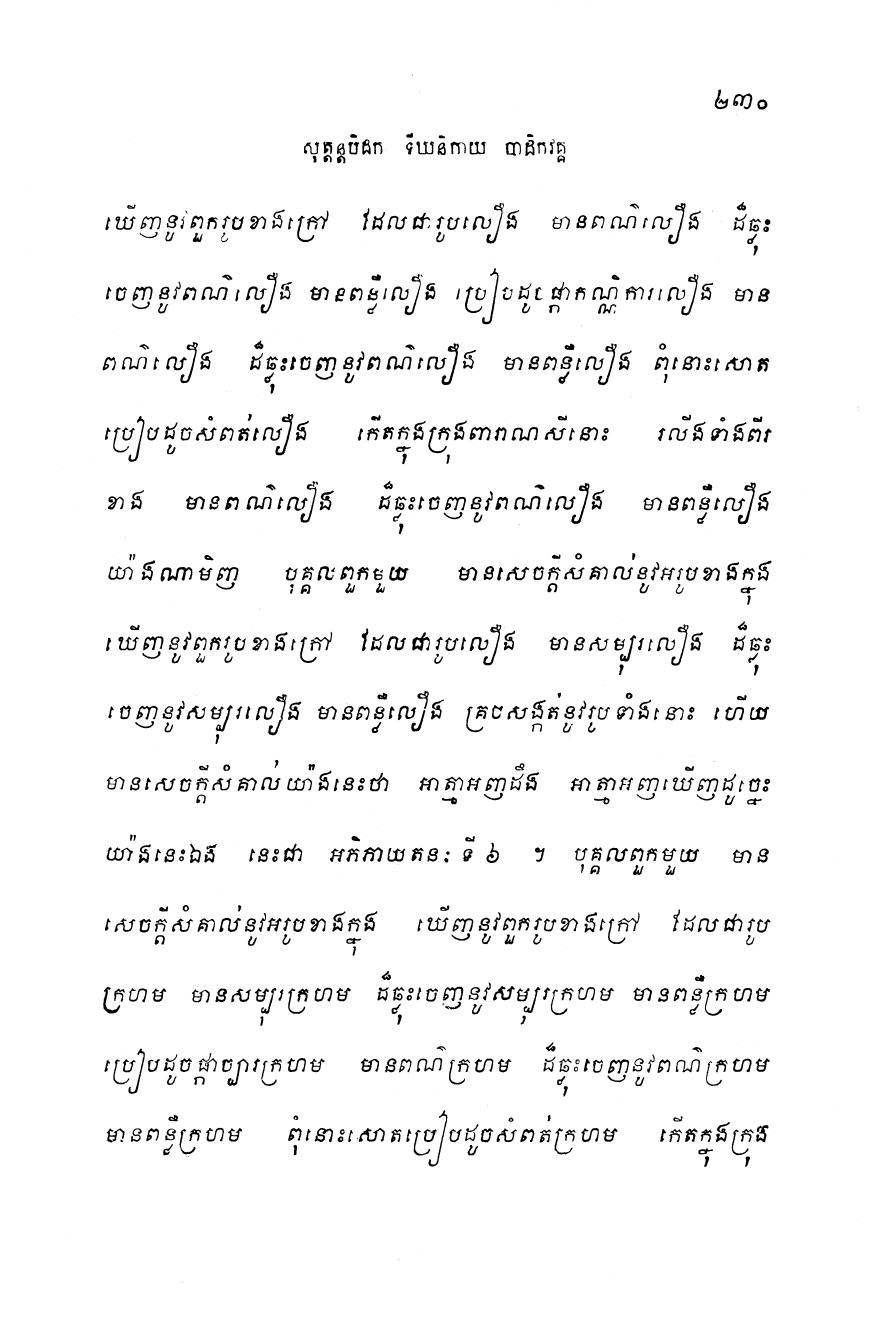 ២៣០
សុត្តន្តបិដក ទីឃនិកាយ បាដិកវគ្គ
ឃើញនូវពួករូបខាងក្រៅ ដែលជារូបលឿង មានពណ៌លឿង ដ៏ធ្លុះ
ចេញនូវពណ៌លឿង មានពន្លឺលឿង ប្រៀបដូចផ្កាកណ្ណិការលឿង មាន
ពណ៌លឿង ដ៏ធ្លុះចេញនូវពណ៌លឿង មានពន្លឺលឿង ពុំនោះសោត
ប្រៀបដូចសំពត់លឿង កើតក្នុងក្រុងពារាណសីនោះ រលីងទាំងពីរ
ខាង មានពណ៌លឿង ដ៏ធ្លុះចេញនូវពណ៌លឿង មានពន្លឺលឿង
យ៉ាងណាមិញ បុគ្គលពួកមួយ មានសេចក្តីសំគាល់នូវអរូបខាងក្នុង
ឃើញនូវពួករូបខាងក្រៅ ដែលជារូបលឿង មានសម្បុរលឿង ដ៏ធ្លុះ
ចេញនូវសម្បុរលឿង មានពន្លឺលឿង គ្របសង្កត់នូវរូបទាំងនោះ ហើយ
មានសេចក្តីសំគាល់យ៉ាងនេះថា អាត្មាអញដឹង អាត្មាអញឃើញដូច្នេះ
យ៉ាងនេះឯង នេះជា អភិភាយតនៈ ទី ៦ ។ បុគ្គលពួកមួយ មាន
សេចក្តីសំគាល់នូវអរូបខាងក្នុង ឃើញនូវពួករូបខាងក្រៅ ដែលជារូប
ក្រហម មានសម្បុរក្រហម ដ៏ធ្លុះចេញនូវសម្បុរក្រហម មានពន្លឺក្រហម
ប្រៀបដូចផ្កាច្បារក្រហម មានពណ៌ក្រហម ដ៏ធ្លុះចេញនូវពណ៌ក្រហម
មានពន្លឺក្រហម ពុំនោះសោតប្រៀបដូចសំពត់ក្រហម កើតក្នុងក្រុង